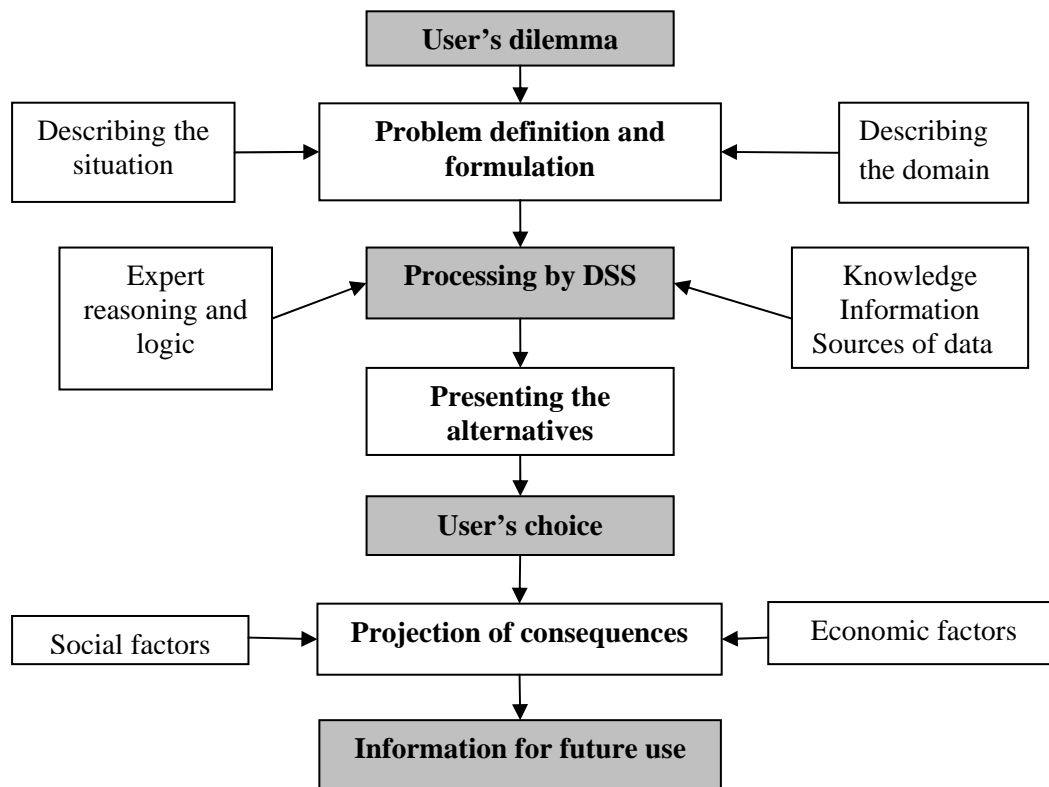 User’s dilemma
Describing the
situation
Problem definition and
formulation
Describing
the domain
Expert
reasoning and
logic
Processing by DSS
Knowledge
Information
Sources of data
Presenting the
alternatives
User’s choice
Social factors
Projection of consequences
Economic factors
Information for future use